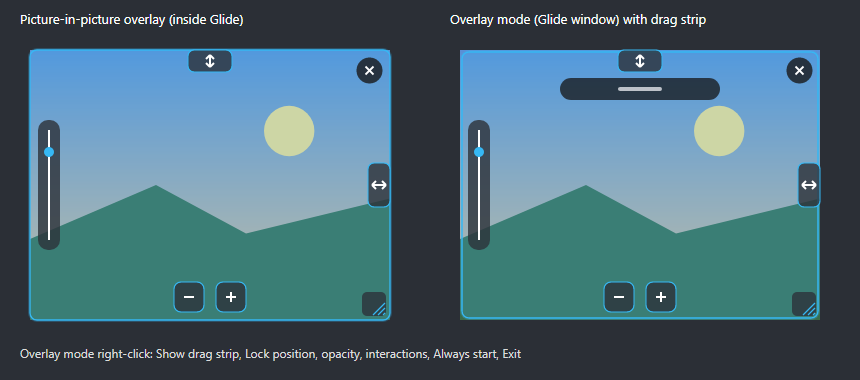 Picture-in-picture overlay (inside Glide)
Overlay mode (Glide window) with drag strip
Overlay mode right-click: Show drag strip, Lock position, opacity, interactions, Always start, Exit